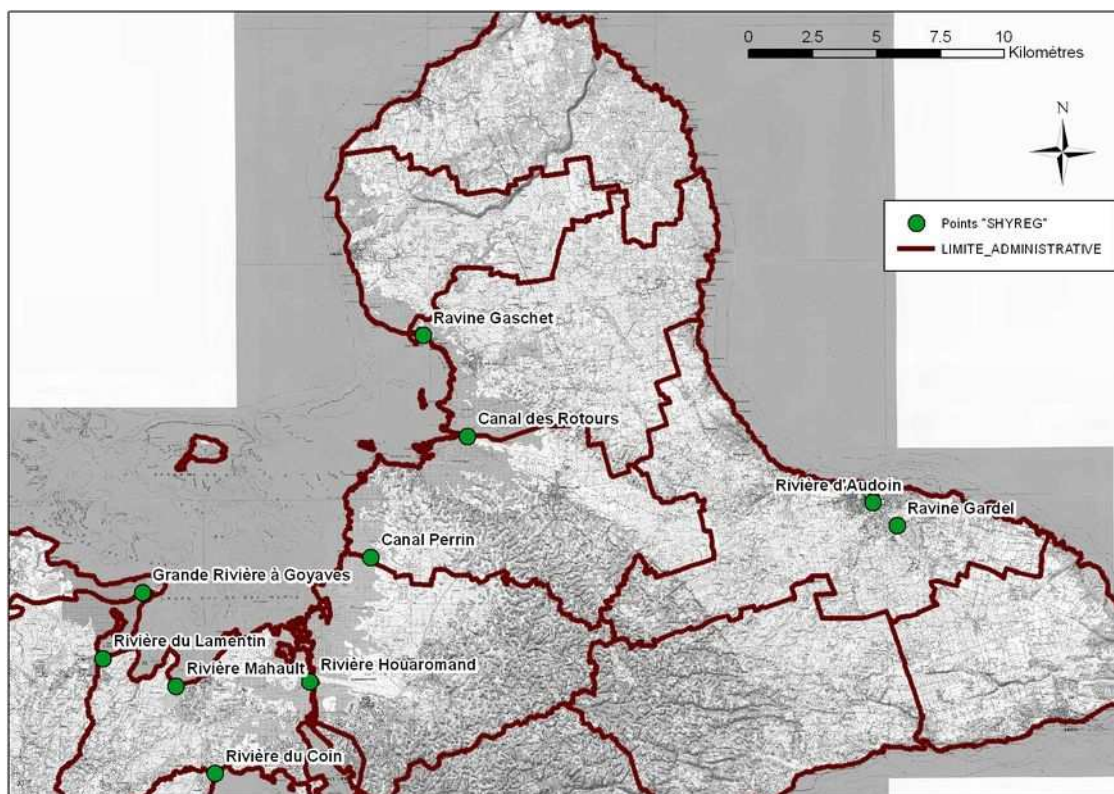 0 2.5 5 7.5 10
Kilométres
N
Points "SHYREG"
LIMITE_ADMINISTRATIVE
Ravine Gaschet
Canal des Rotours
Rivière d'Audoin
Ravine Gardel
Canal Perrin
Grande Rivière à Goyaves
Rivière du Lamentin
Rivière Mahault
Rivière Houaromand
Rivière du Coin